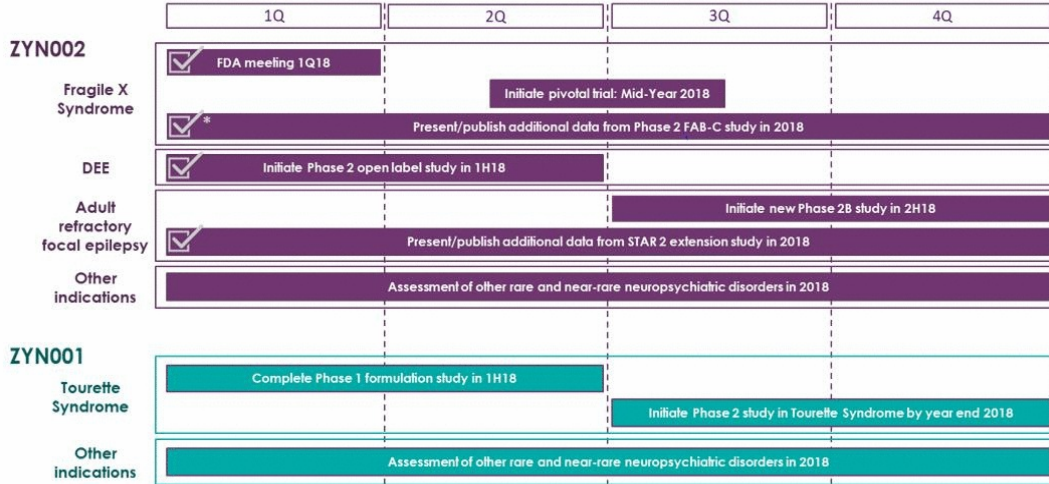 1Q 2Q 3Q 4Q
ZYN002
FDA meeting 1Q18
Fragile X
Syndrome
Initiate pivotal trial: Mid-Year 2018
* Present/publish additional data from Phase 2 FAB-C study in 2018
DEE
Initiate Phase 2 open label study in 1H18
Adult
refractory
focal epilepsy
Initiate new Phase 2B study in 2H18
Present/publish additional data from STAR 2 extension study in 2018
Other
indications
Assessment of other rare and near-rare neuropsychiatric disorders in 2018
ZYN001
Tourette
Syndrome
Complete Phase 1 formulation study in 1H18
Initiate Phase 2 study in Tourette Syndrome by year end 2018
Other
indications
Assessment of other rare and near-rare neuropsychiatric disorders in 2018